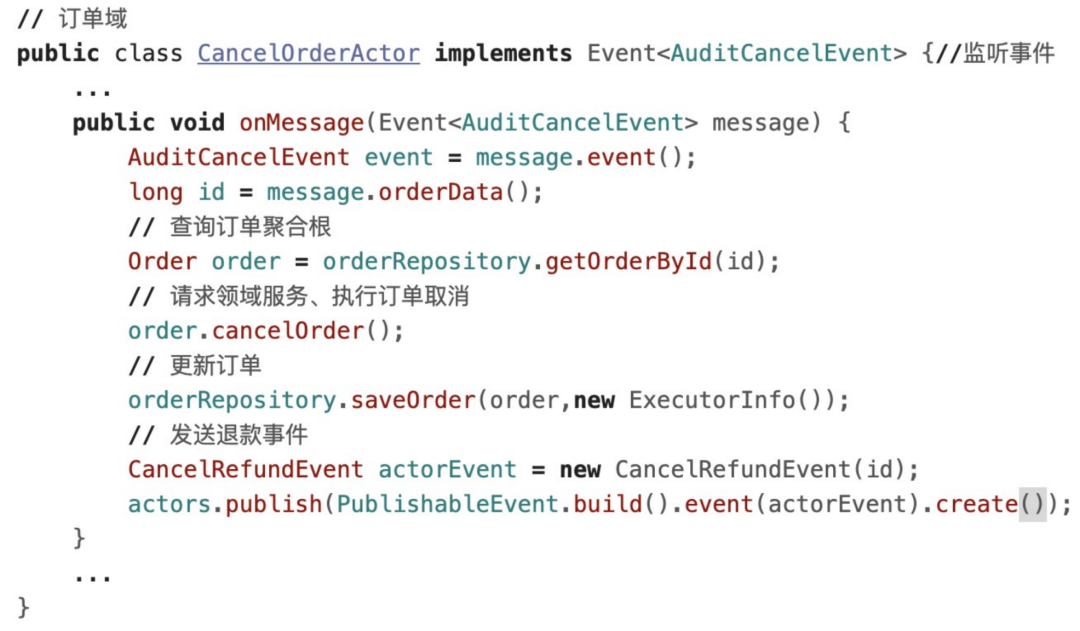 // 订单域
public class CancelOrderActor implements Event<AuditCancelEvent> {//监听事件
    ...
    public void onMessage(Event<AuditCancelEvent> message) {
        AuditCancelEvent event = message.event();
        long id = message.orderData();
        // 查询订单聚合根
        Order order = orderRepository.getOrderById(id);
        // 请求领域服务、执行订单取消
        order.cancelOrder();
        // 更新订单
        orderRepository.saveOrder(order,new ExecutorInfo());
        // 发送退款事件
        CancelRefundEvent actorEvent = new CancelRefundEvent(id);
        actors.publish(PublishableEvent.build().event(actorEvent).create());
    }
    ...
}